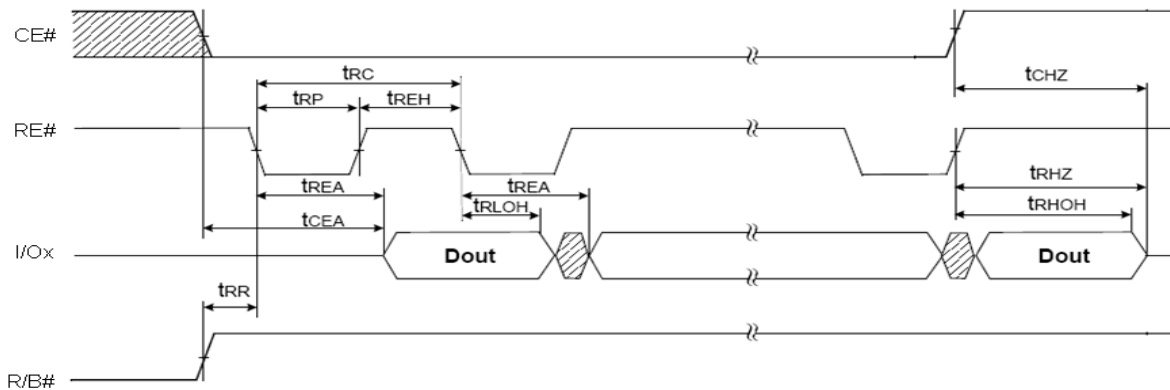 CE#
tRC
tCHZ
tRP
tREH
RE#
tREA
tREA
tRHZ
tCEA
tRLOH
tRHOH
I/Ox
Dout
Dout
tRR
R/B#